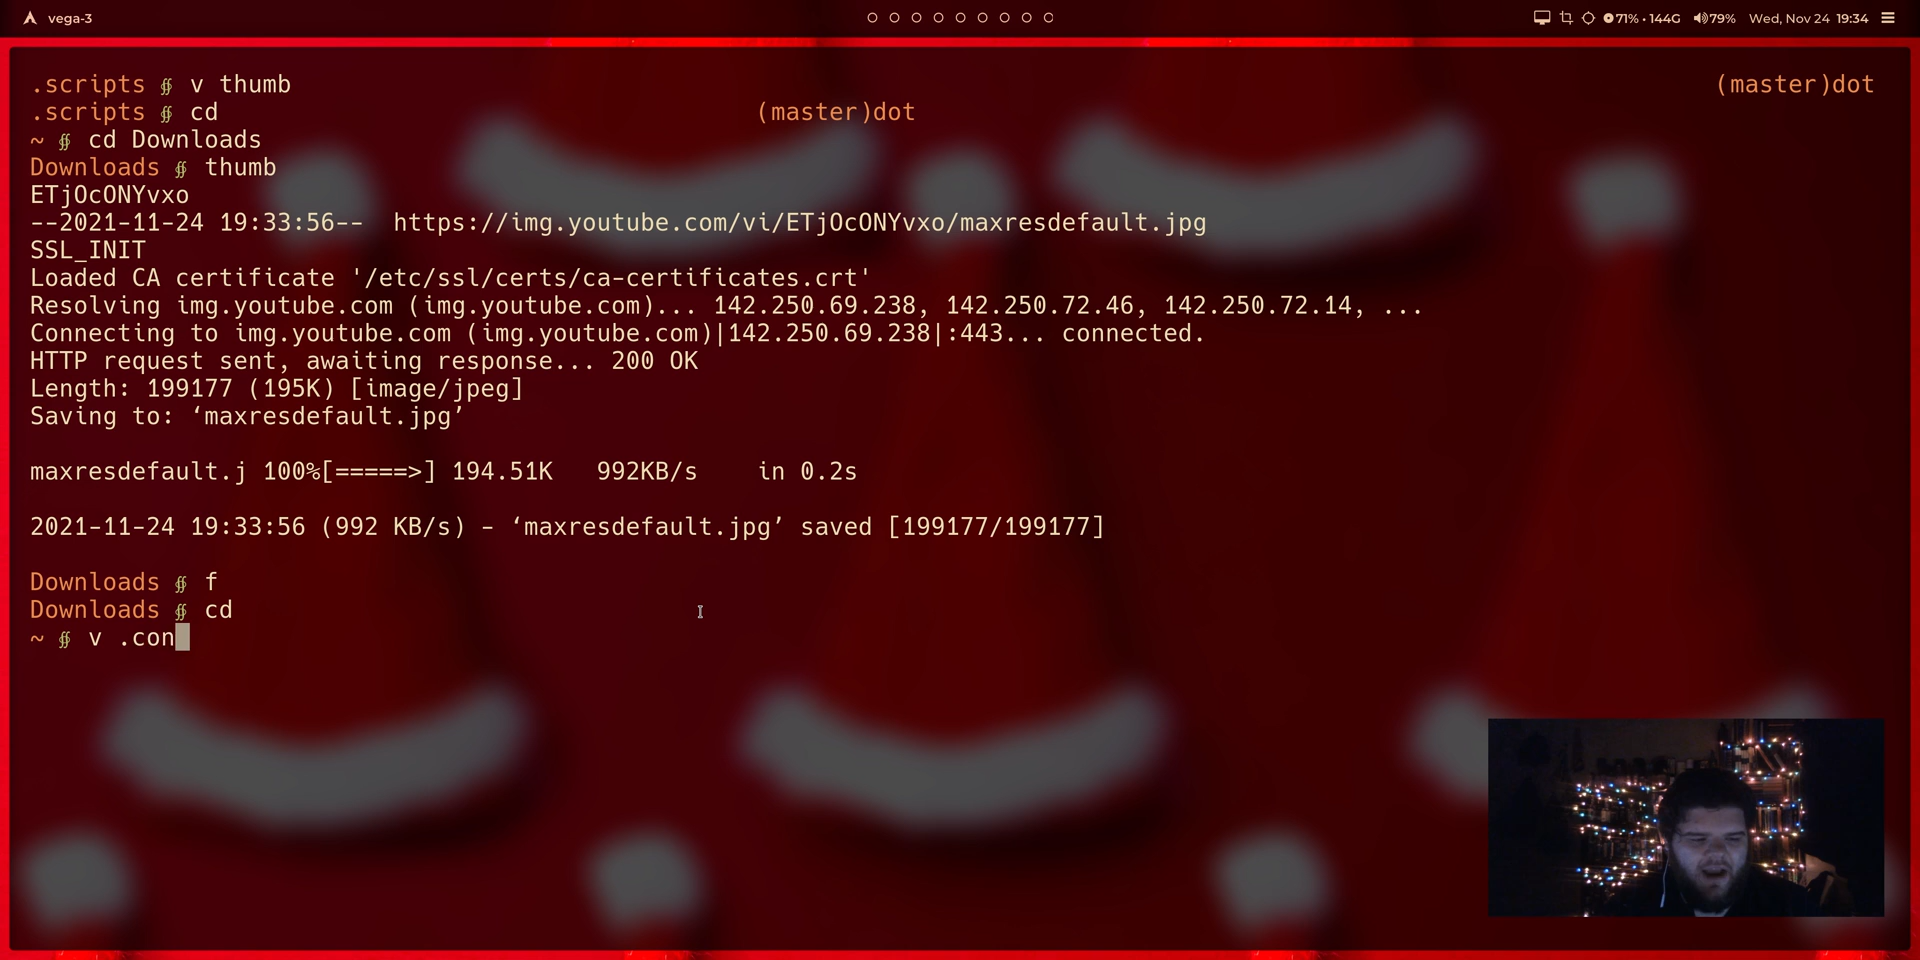 vega-3
71% • 144G 79% Wed, Nov 24 19:34
.scripts ∯ v thumb (master)dot
.scripts ∯ cd (master)dot
~ ∯ cd Downloads
Downloads ∯ thumb
ETjOcONYvxo
--2021-11-24 19:33:56-- https://img.youtube.com/vi/ETjOcONYvxo/maxresdefault.jpg
SSL_INIT
Loaded CA certificate '/etc/ssl/certs/ca-certificates.crt'
Resolving img.youtube.com (img.youtube.com)... 142.250.69.238, 142.250.72.46, 142.250.72.14, ...
Connecting to img.youtube.com (img.youtube.com)|142.250.69.238|:443... connected.
HTTP request sent, awaiting response... 200 OK
Length: 199177 (195K) [image/jpeg]
Saving to: ‘maxresdefault.jpg’
maxresdefault.j 100%[=====>] 194.51K 992KB/s in 0.2s
2021-11-24 19:33:56 (992 KB/s) - ‘maxresdefault.jpg’ saved [199177/199177]
Downloads ∯ f
Downloads ∯ cd
~ ∯ v .con